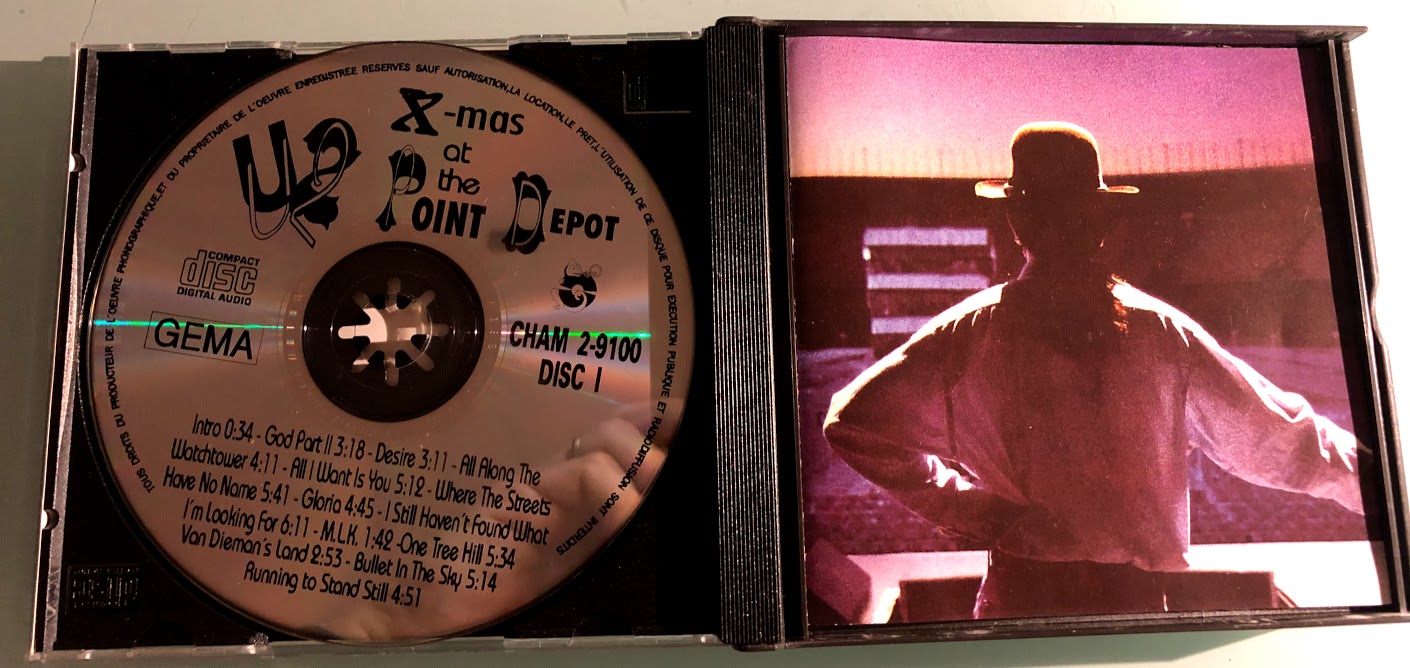 TOUS DROITS DU PRODUCTEUR DE L'OEUVRE PHONOGRAPHIQUE,ET DU PROPRIETAIRE DE L'OEUVRE ENREGISTREE RESERVES SAUF AUTORISATION,LA LOCATION,LE PRET,L'UTILISATION DE CE DISQUE POUR EXECUTION PUBLIQUE ET RADIODIFFUSION SONT INTERDITS
U2
X-mas
at
the
POINT DEPOT
COMPACT
disc
DIGITAL AUDIO
GEMA
CHAM 2-9100
DISC I
Intro 0:34 - God Part II 3:18 - Desire 3:11 - All Along The
Watchtower 4:11 - All I Want Is You 5:12 - Where The Streets
Have No Name 5:41 - Gloria 4:45 - I Still Haven't Found What
I'm Looking For 6:11 - M.L.K. 1:42 -One Tree Hill 5:34
Van Dieman's Land 2:53 - Bullet In The Sky 5:14
Running to Stand Still 4:51